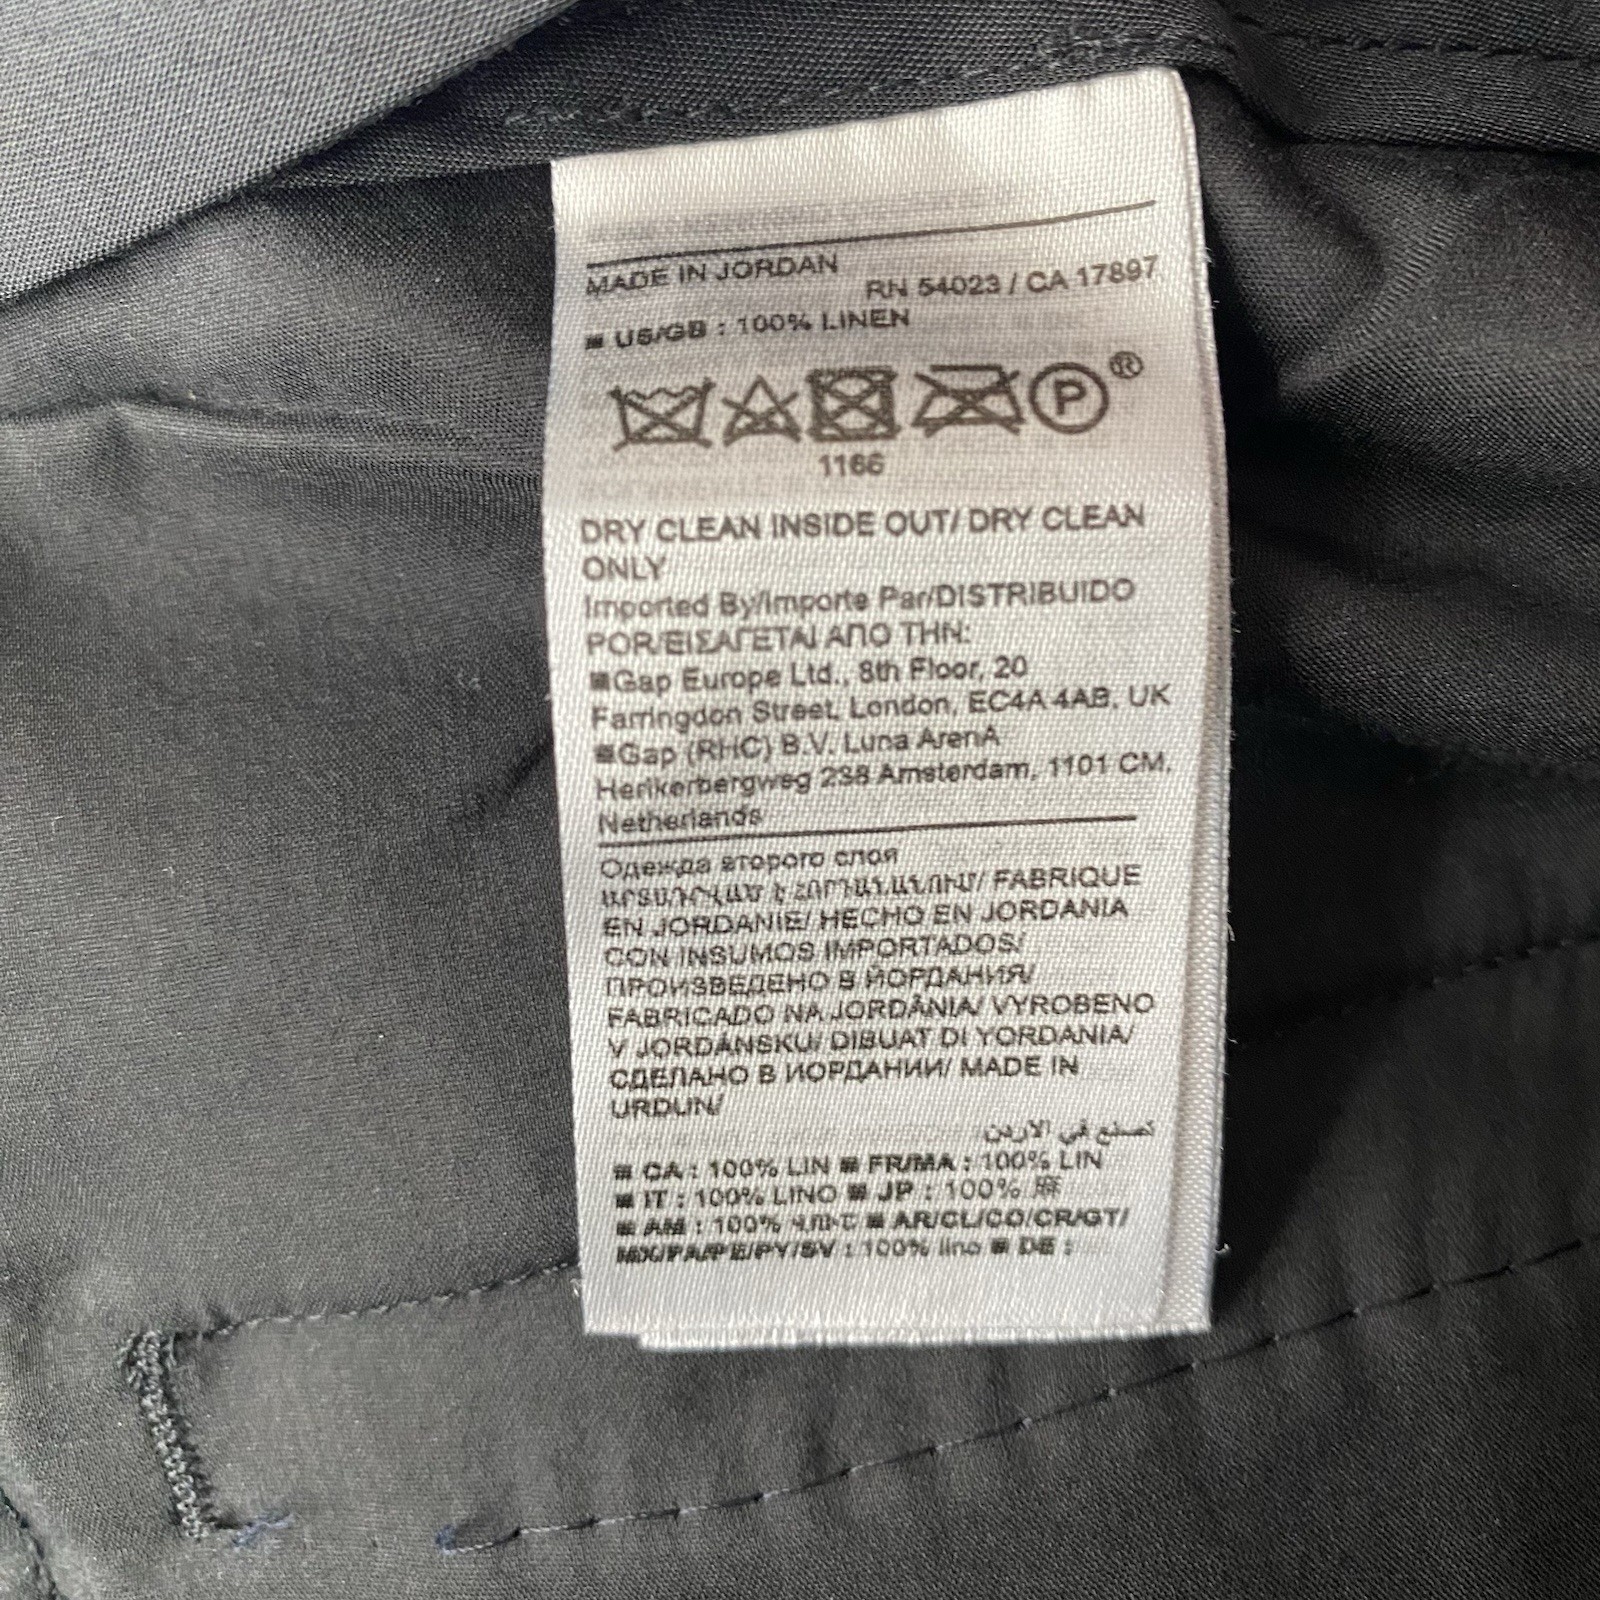 MADE IN JORDAN
RN 54023 / CA 17897
■ US/GB : 100% LINEN
P ®
1166
DRY CLEAN INSIDE OUT/ DRY CLEAN
ONLY
Imported By/Importe Par/DISTRIBUIDO
POR/ΕΙΣΑΓΕΤΑΙ ΑΠΟ ΤΗΝ:
■Gap Europe Ltd., 8th Floor, 20
Farringdon Street, London, EC4A 4AB, UK
■Gap (RHC) B.V. Luna ArenA
Herikerbergweg 238 Amsterdam, 1101 CM,
Netherlands
Одежда второго слоя
ԱՐՏԱԴՐՎԱԾ Է ՀՈՐԴԱՆԱՆՈՒՄ/ FABRIQUE
EN JORDANIE/ HECHO EN JORDANIA
CON INSUMOS IMPORTADOS/
ПРОИЗВЕДЕНО В ЙОРДАНИЯ/
FABRICADO NA JORDÂNIA/ VYROBENO
V JORDÁNSKU/ DIBUAT DI YORDANIA/
СДЕЛАНО В ИОРДАНИИ/ MADE IN
URDUN/
تصنع في الاردن
■ CA : 100% LIN ■ FR/MA : 100% LIN
■ IT : 100% LINO ■ JP : 100% 麻
■ AM : 100% ■ AR/CL/CO/CR/GT/
MX/PA/PE/PY/SV : 100% lino ■ DE :